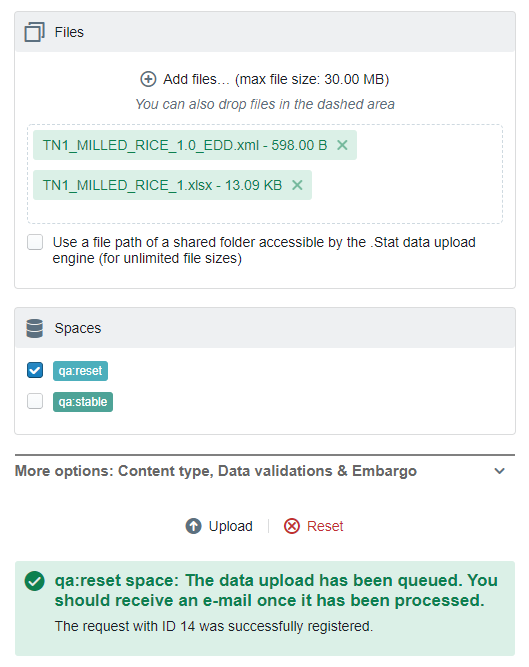 Files
Add files... (max file size: 30.00 MB)
You can also drop files in the dashed area
TN1_MILLED_RICE_1.0_EDD.xml - 598.00 B ×
TN1_MILLED_RICE_1.xlsx - 13.09 KB ×
Use a file path of a shared folder accessible by the .Stat data upload
engine (for unlimited file sizes)
Spaces
qa:reset
qa:stable
More options: Content type, Data validations & Embargo
Upload
Reset
qa:reset space: The data upload has been queued. You
should receive an e-mail once it has been processed.
The request with ID 14 was successfully registered.